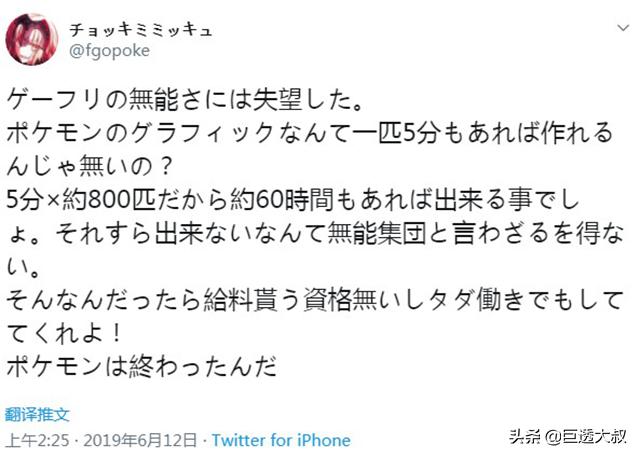 チョッキミミッキュ
@fgopoke
ゲーフリの無能さには失望した。
ポケモンのグラフィックなんて一匹5分もあれば作れる
んじゃ無いの？
5分×約800匹だから約60時間もあれば出来る事でし
ょ。それすら出来ないなんて無能集団と言わざるを得な
い。
そんなんだったら給料貰う資格無いしタダ働きでもして
てくれよ！
ポケモンは終わったんだ
翻译推文
上午2:25 · 2019年6月12日 · Twitter for iPhone
头条 @巨透大叔